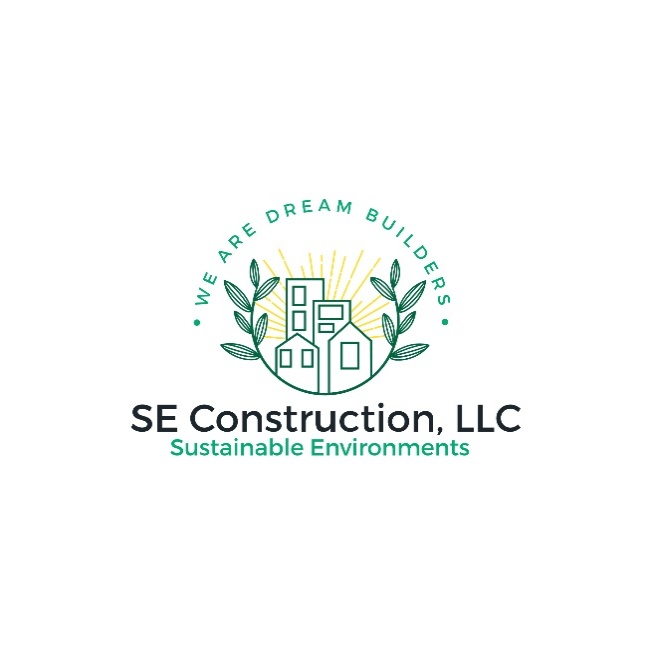 WE ARE DREAM BUILDERS
SE Construction, LLC
Sustainable Environments